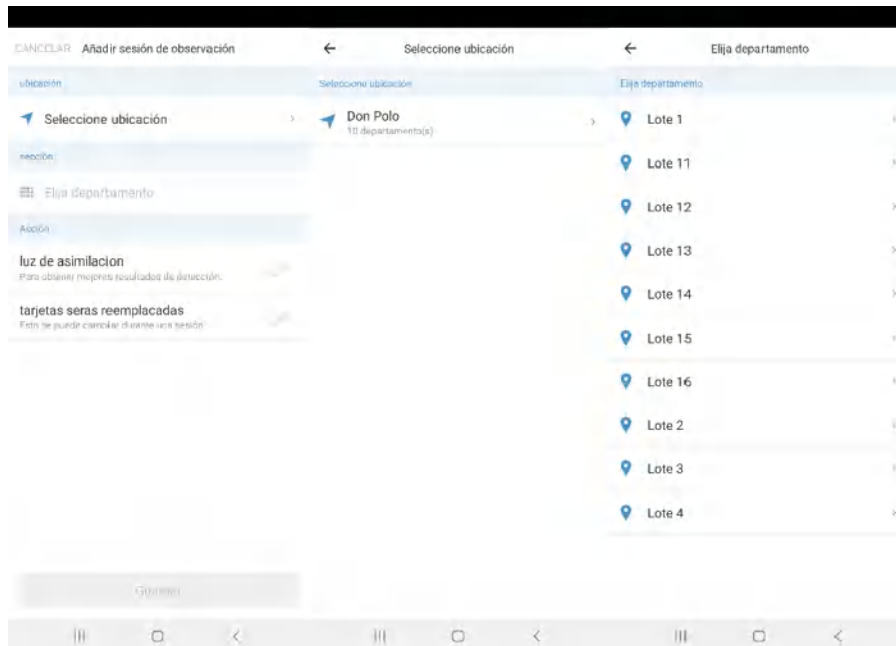 CANCELAR Añadir sesión de observación
ubicación
Seleccione ubicación
sección
Elija departamento
Acción
luz de asimilacion
Para obtener mejores resultados de detección.
tarjetas seras reemplacadas
Esto se puede cambiar durante una sesión
Guardar
Seleccione ubicación
Seleccione ubicación
Don Polo
10 departamento(s)
Elija departamento
Elija departamento
Lote 1
Lote 11
Lote 12
Lote 13
Lote 14
Lote 15
Lote 16
Lote 2
Lote 3
Lote 4